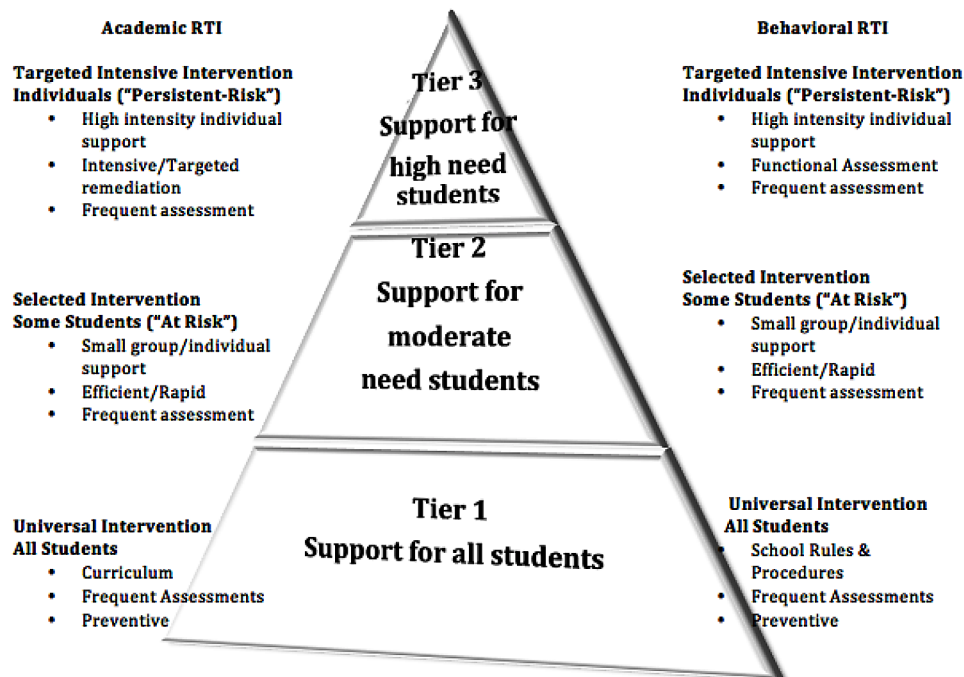 Academic RTI
Targeted Intensive Intervention
Individuals ("Persistent-Risk")
• High intensity individual
support
• Intensive/Targeted
remediation
• Frequent assessment
Selected Intervention
Some Students ("At Risk")
• Small group/individual
support
• Efficient/Rapid
• Frequent assessment
Universal Intervention
All Students
• Curriculum
• Frequent Assessments
• Preventive
Tier 3
Support for
high need
students
Tier 2
Support for
moderate
need students
Tier 1
Support for all students
Behavioral RTI
Targeted Intensive Intervention
Individuals ("Persistent-Risk")
• High intensity individual
support
• Functional Assessment
• Frequent assessment
Selected Intervention
Some Students ("At Risk")
• Small group/individual
support
• Efficient/Rapid
• Frequent assessment
Universal Intervention
All Students
• School Rules &
Procedures
• Frequent Assessments
• Preventive